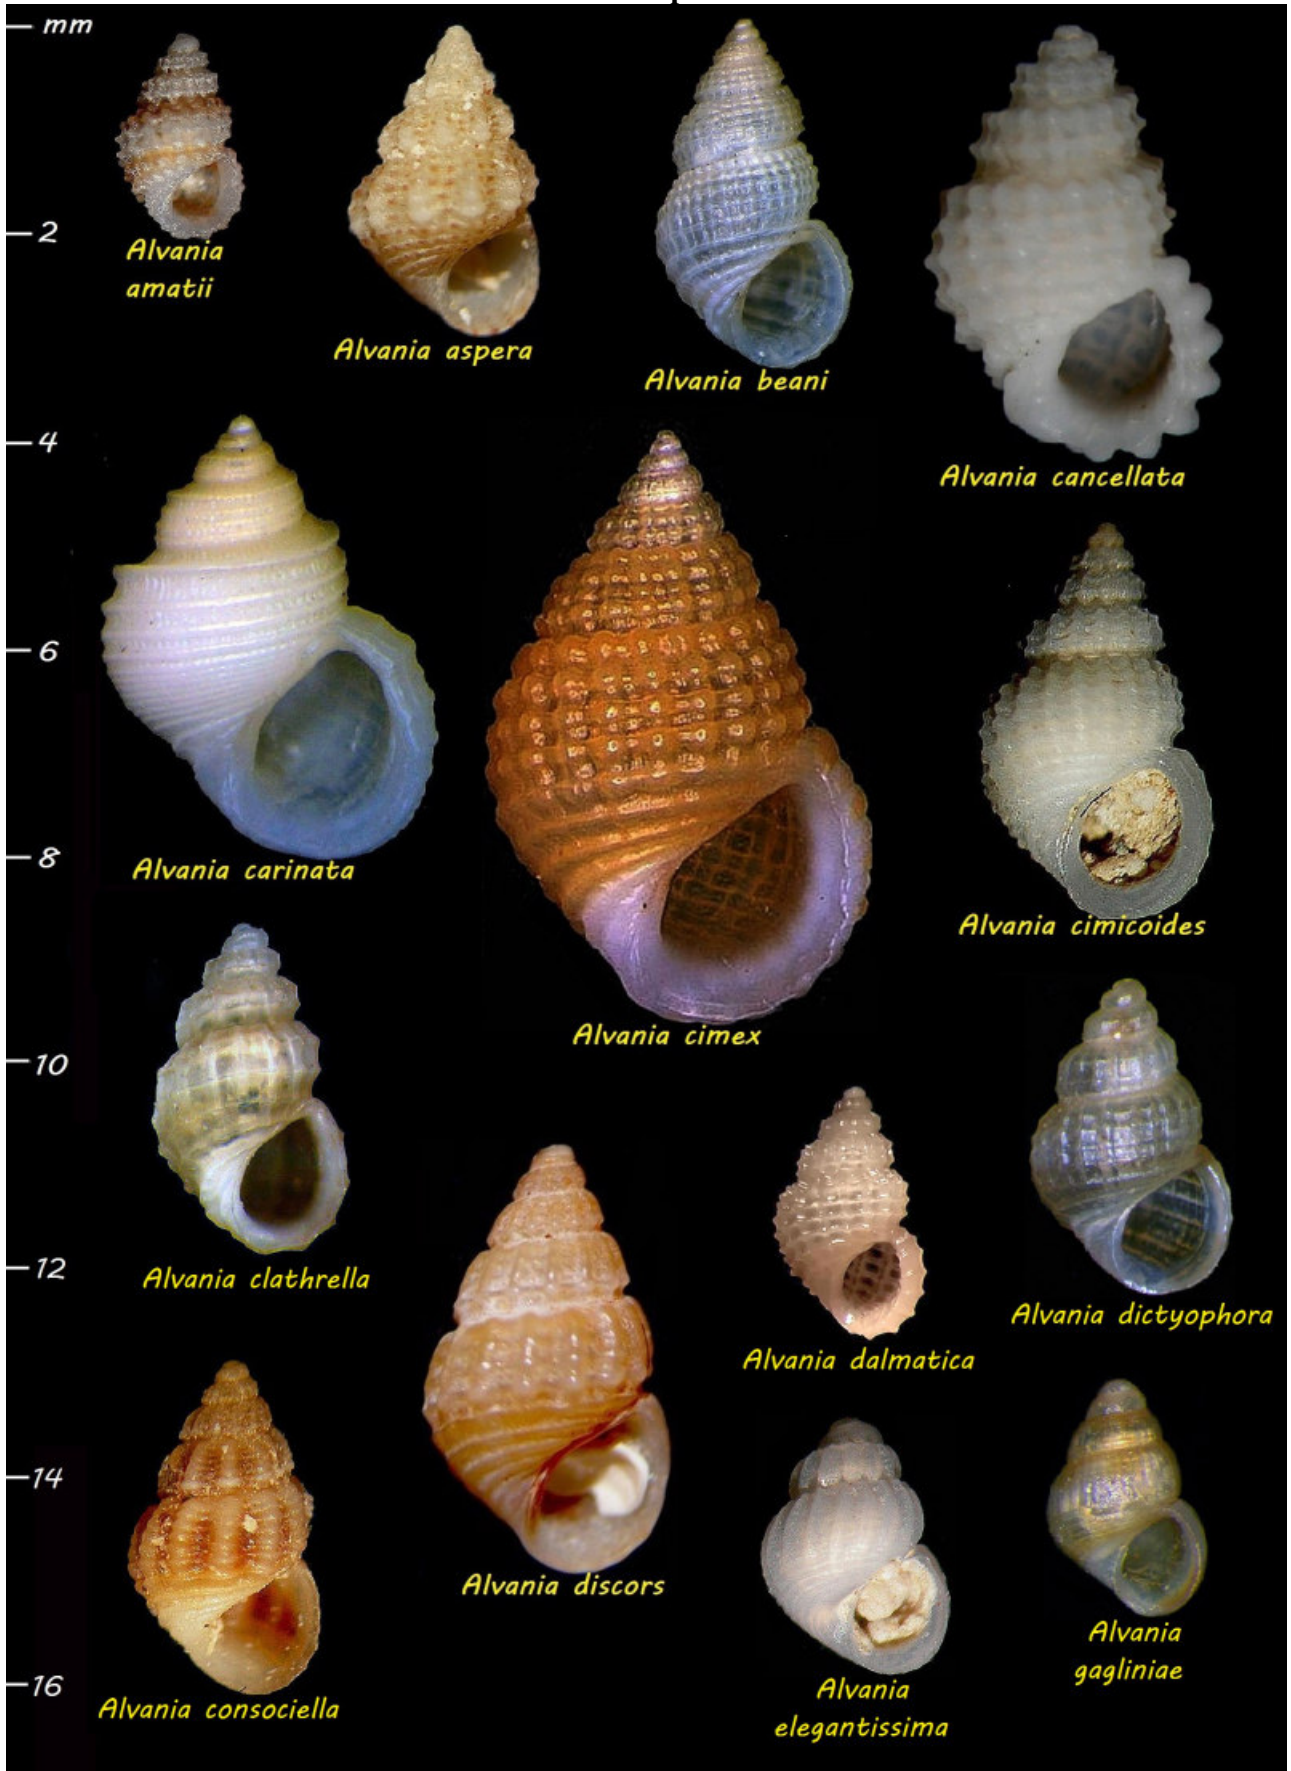 mm
Alvania
amatii
2
Alvania aspera
Alvania beani
4
Alvania cancellata
6
Alvania carinata
8
Alvania cimicoides
Alvania cimex
10
Alvania clathrella
12
Alvania dictyophora
Alvania dalmatica
14
Alvania discors
Alvania
gagliniae
16
Alvania consociella
Alvania
elegantissima